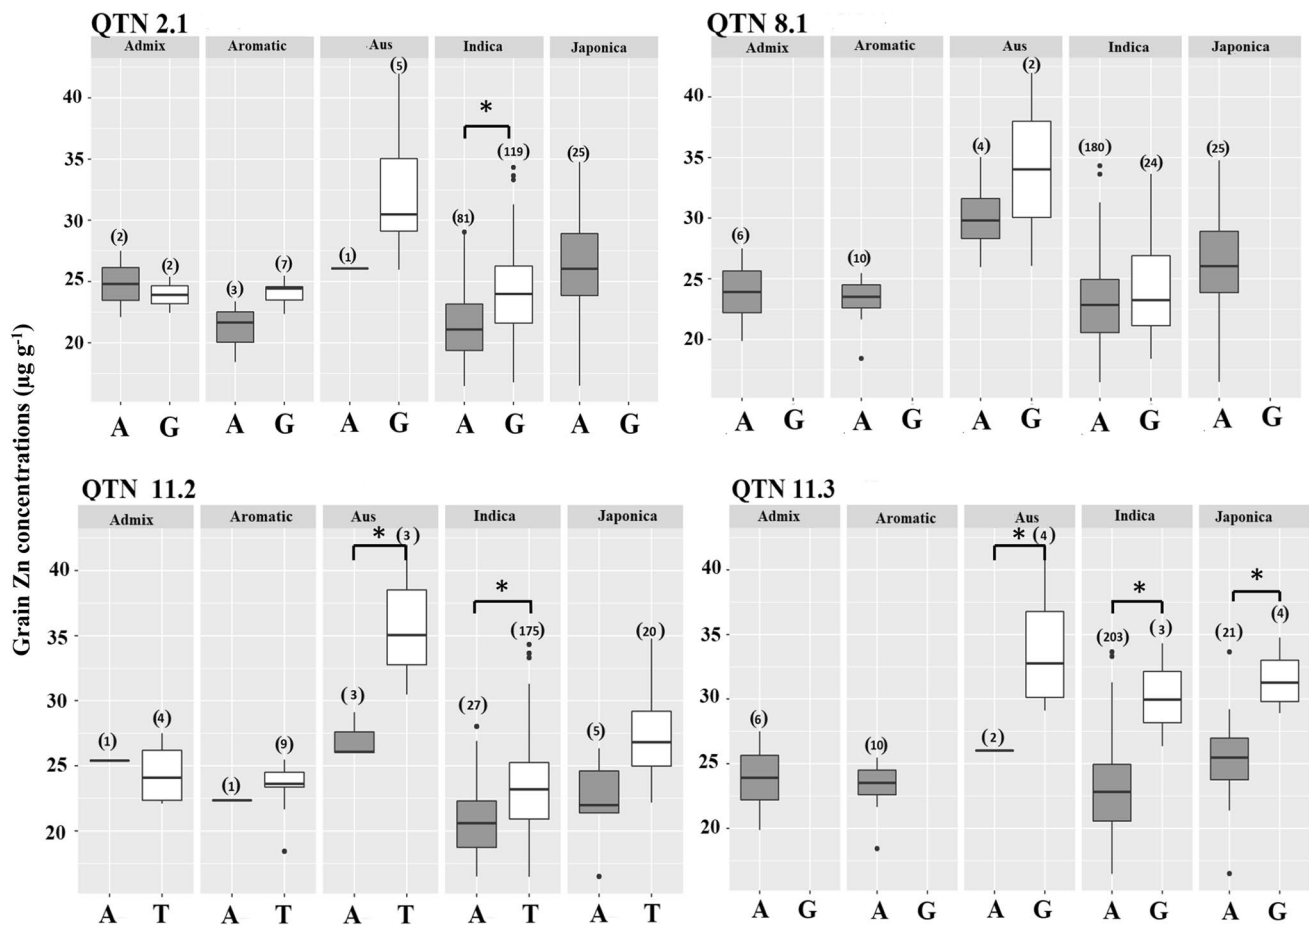 QTN 2.1
Admix Aromatic Aus Indica Japonica
(5)
40
*
(119) (25)
35
(81)
30
(2) (2) (7) (1)
25
(3)
20
A G A G A G A G A G
QTN 8.1
Admix Aromatic Aus Indica Japonica
(2)
40
(4) (180) (24) (25)
35
30
(6) (10)
25
20
A G A G A G A G A G
Grain Zn concentrations (µg g-1)
QTN 11.2
Admix Aromatic Aus Indica Japonica
* (3)
40
*
(175) (20)
35
30
(3) (27) (5)
(1) (4) (1) (9)
25
20
A T A T A T A T A T
QTN 11.3
Admix Aromatic Aus Indica Japonica
* (4)
40
* *
(203) (3) (21) (4)
35
30
(6) (10) (2)
25
20
A G A G A G A G A G